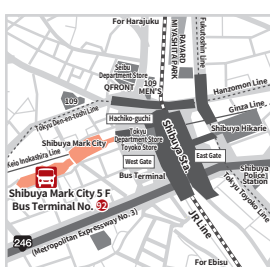 For Harajuku
RAYARD
MIYASHITA PARK
Fukutoshin Line
Seibu
Department Store
QFRONT
109
MEN'S
Hanzomon Line
109
Tokyu Den-en-toshi Line
Hachiko-guchi
Ginza Line
Shibuya Mark City
Tokyu
Department Store
Toyoko Store
Shibuya Sta.
Shibuya Hikarie
Keio Inokashira Line
West Gate
East Gate
Bus Terminal
Shibuya
Police
Station
Shibuya Mark City 5 F
Bus Terminal No. 92
Tokyu Toyoko Line
JR Line
246
(Metropolitan Expressway No. 3)
For Ebisu